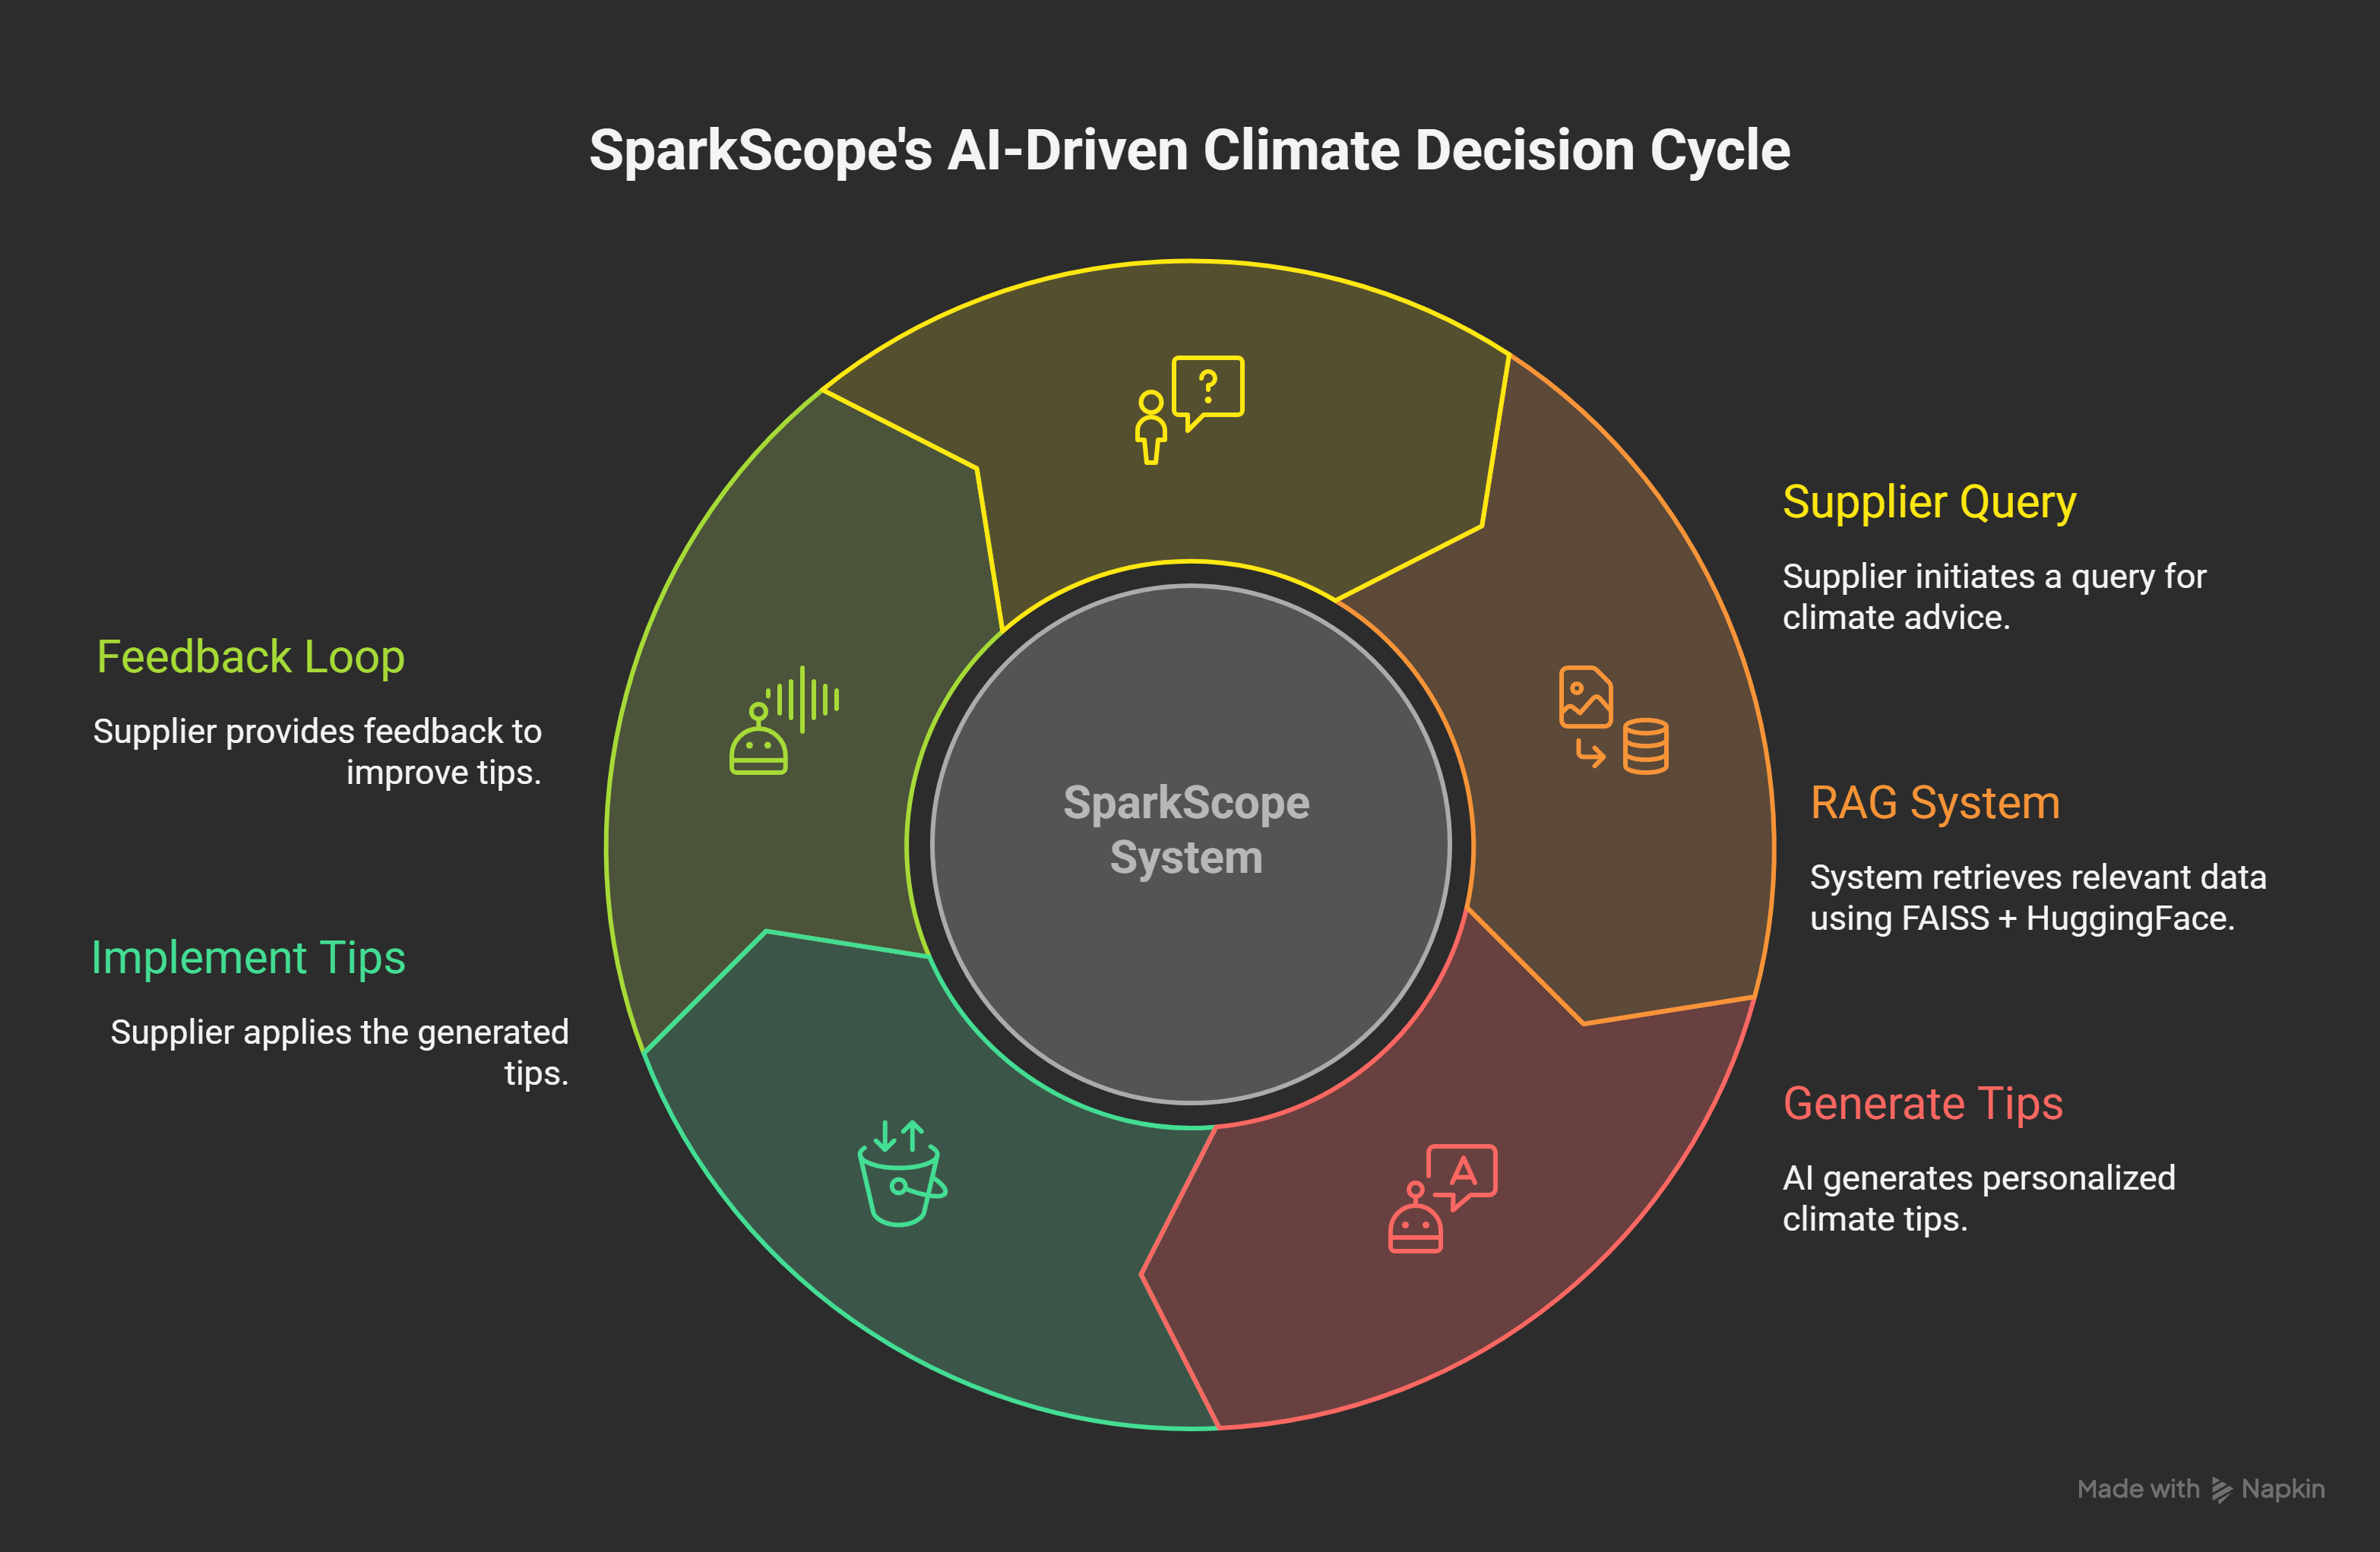 SparkScope's AI-Driven Climate Decision Cycle
?
Supplier Query
Supplier initiates a query for
climate advice.
RAG System
System retrieves relevant data
using FAISS + HuggingFace.
Generate Tips
AI generates personalized
climate tips.
A
Implement Tips
Supplier applies the generated
tips.
Feedback Loop
Supplier provides feedback to
improve tips.
SparkScope
System
Made with Napkin